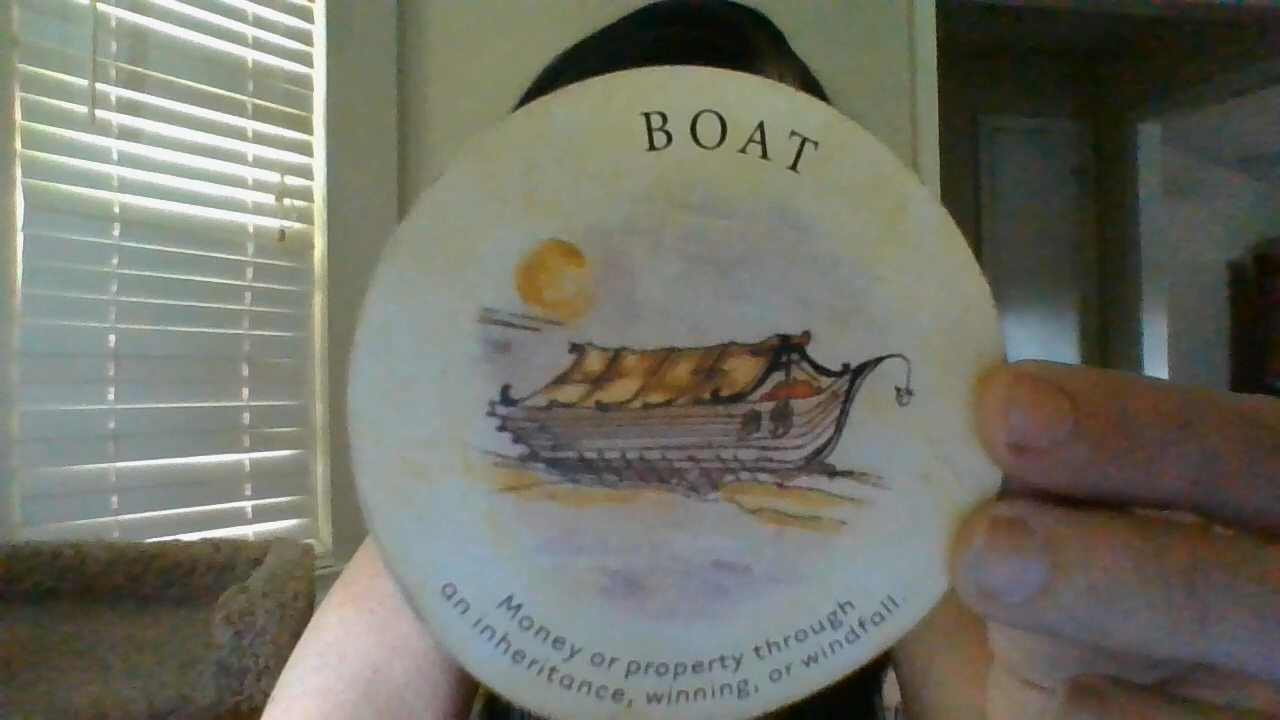 BOAT
Money or property through
an inheritance, winning, or windfall.